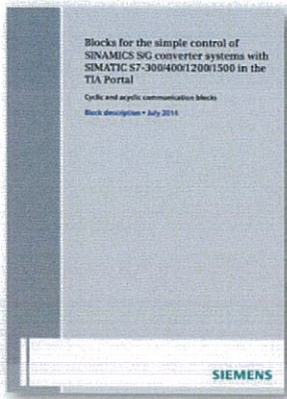 Blocks for the simple control of
SINAMICS S/G converter systems with
SIMATIC S7-300/400/1200/1500 in the
TIA Portal
Cyclic and acyclic communication blocks
Block description • July 2014
SIEMENS